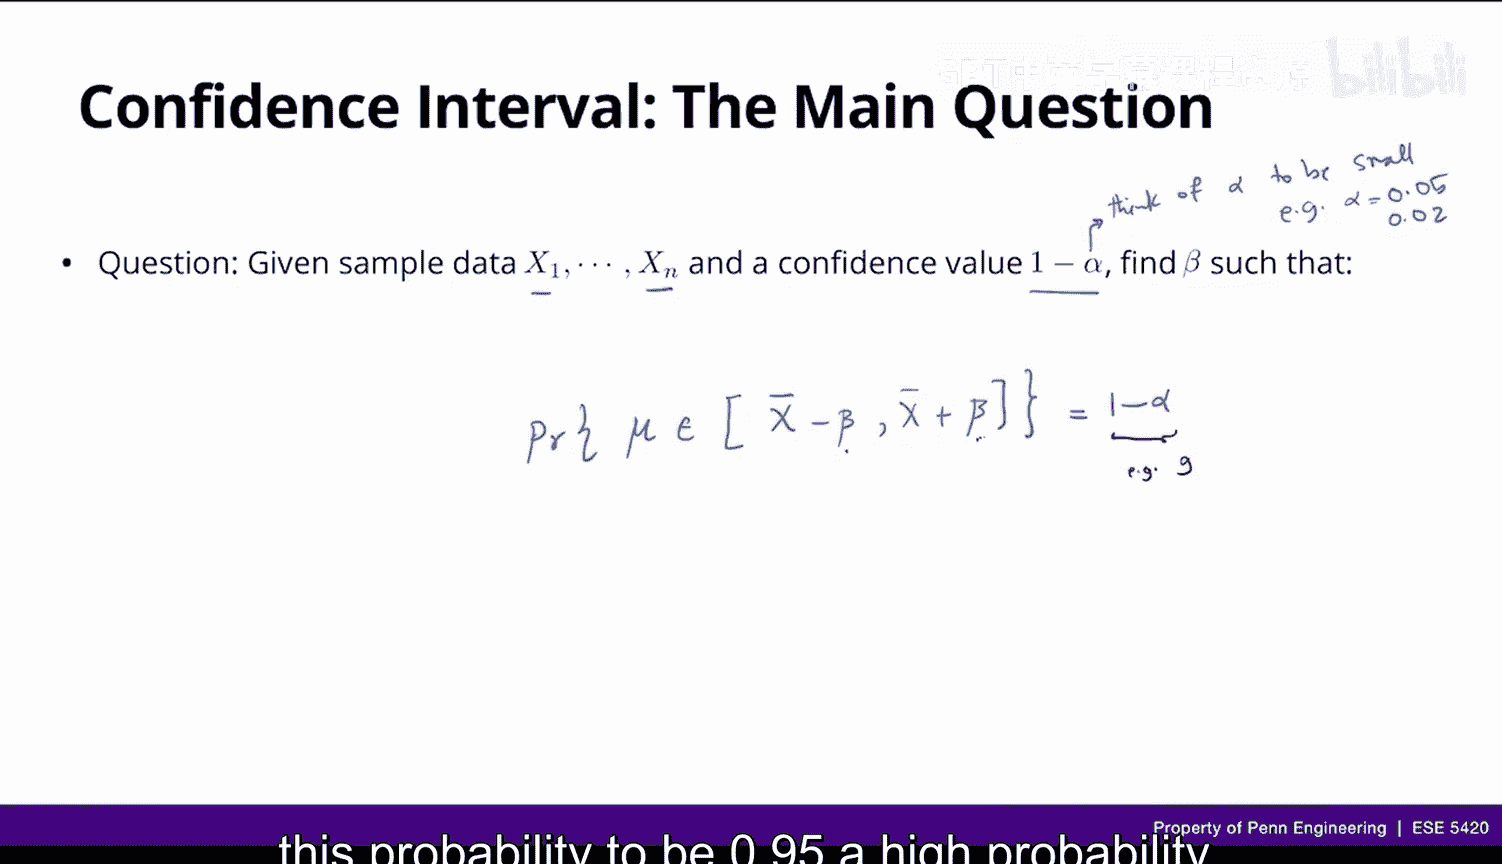 bilibili
Confidence Interval: The Main Question
think of α to be small
e.g. α = 0.05
0.02
• Question: Given sample data X₁, ⋯ , Xₙ and a confidence value 1 − α, find β such that:
Pr{ μ ∈ [ X̄ − β , X̄ + β ] } = 1−α
e.g. 9
Property of Penn Engineering | ESE 5420
this probability to be 0.95 a high probability